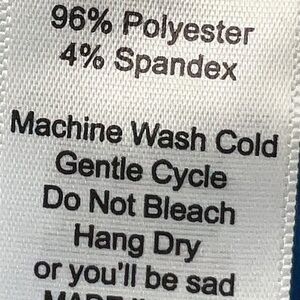 96% Polyester
4% Spandex
Machine Wash Cold
Gentle Cycle
Do Not Bleach
Hang Dry
or you'll be sad
MADE